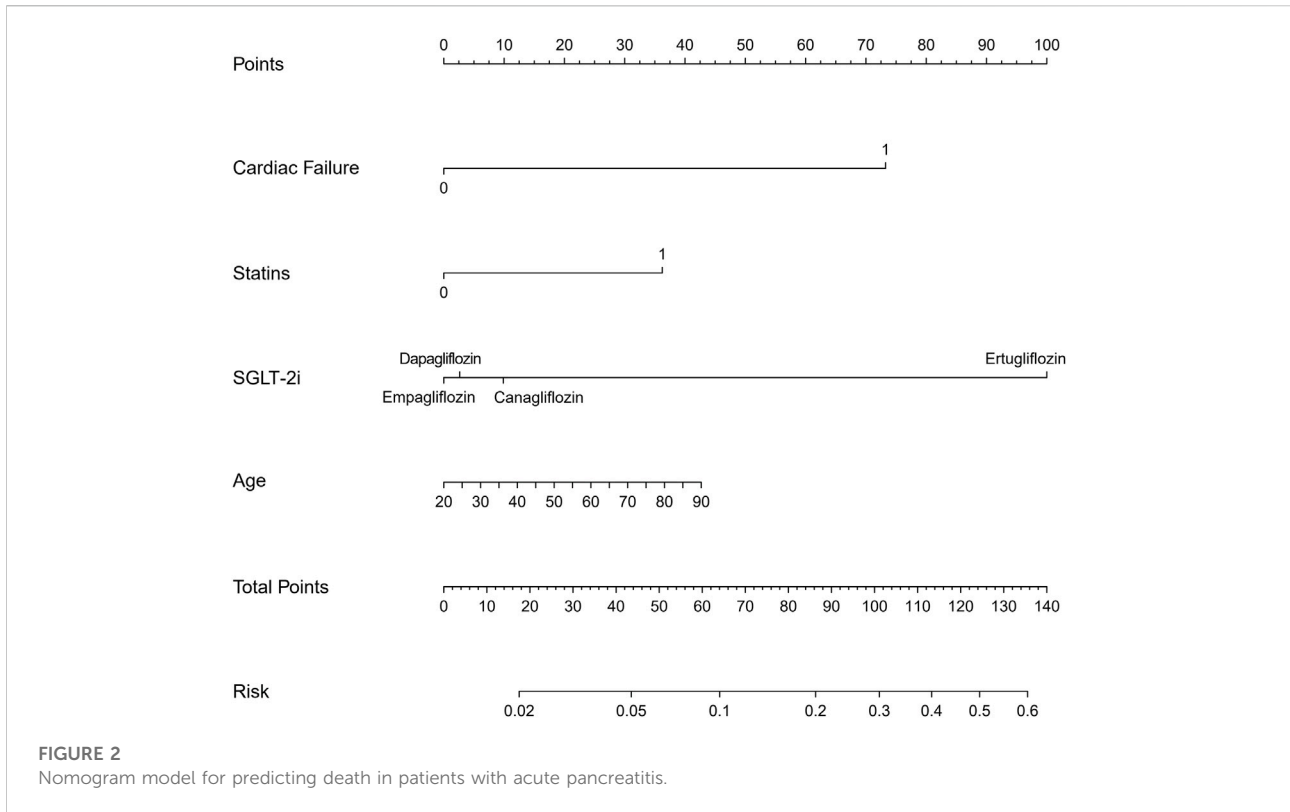 0 10 20 30 40 50 60 70 80 90 100
Points
1
Cardiac Failure
0
1
Statins
0
Dapagliflozin Ertugliflozin
SGLT-2i
Empagliflozin Canagliflozin
Age
20 30 40 50 60 70 80 90
Total Points
0 10 20 30 40 50 60 70 80 90 100 110 120 130 140
Risk
0.02 0.05 0.1 0.2 0.3 0.4 0.5 0.6
FIGURE 2
Nomogram model for predicting death in patients with acute pancreatitis.